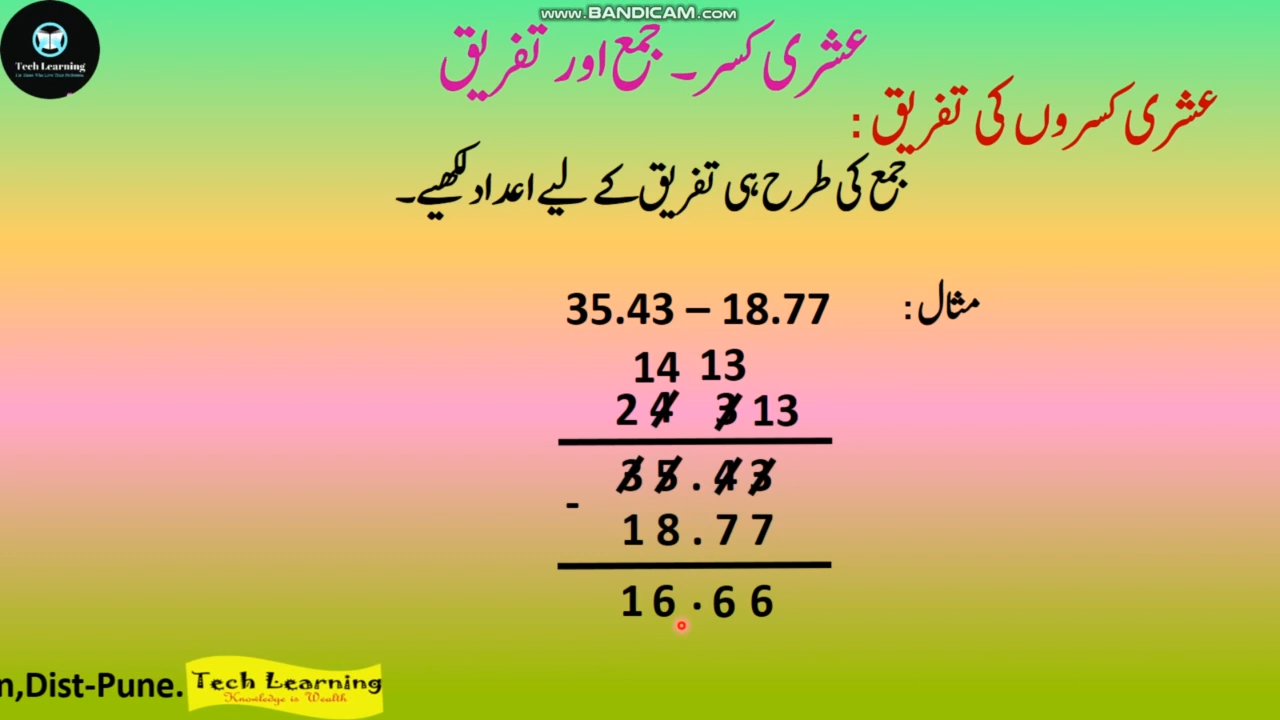 www.BANDICAM.com
Tech Learning
عشری کسر۔ جمع اور تفریق
عشری کسروں کی تفریق :
جمع کی طرح ہی تفریق کے لیے اعداد لکھیے۔
مثال : 35.43 – 18.77
14 13
2 4 3 13
3 5 . 4 3
-
1 8 . 7 7
1 6 . 6 6
n,Dist-Pune. Tech Learning
Knowledge is Wealth